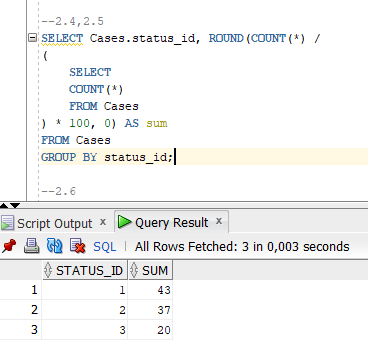 --2.4,2.5
SELECT Cases.status_id, ROUND(COUNT(*) /
(
SELECT
COUNT(*)
FROM Cases
) * 100, 0) AS sum
FROM Cases
GROUP BY status_id;
--2.6
Script Output x Query Result x
SQL | All Rows Fetched: 3 in 0,003 seconds
STATUS_ID SUM
1 1 43
2 2 37
3 3 20